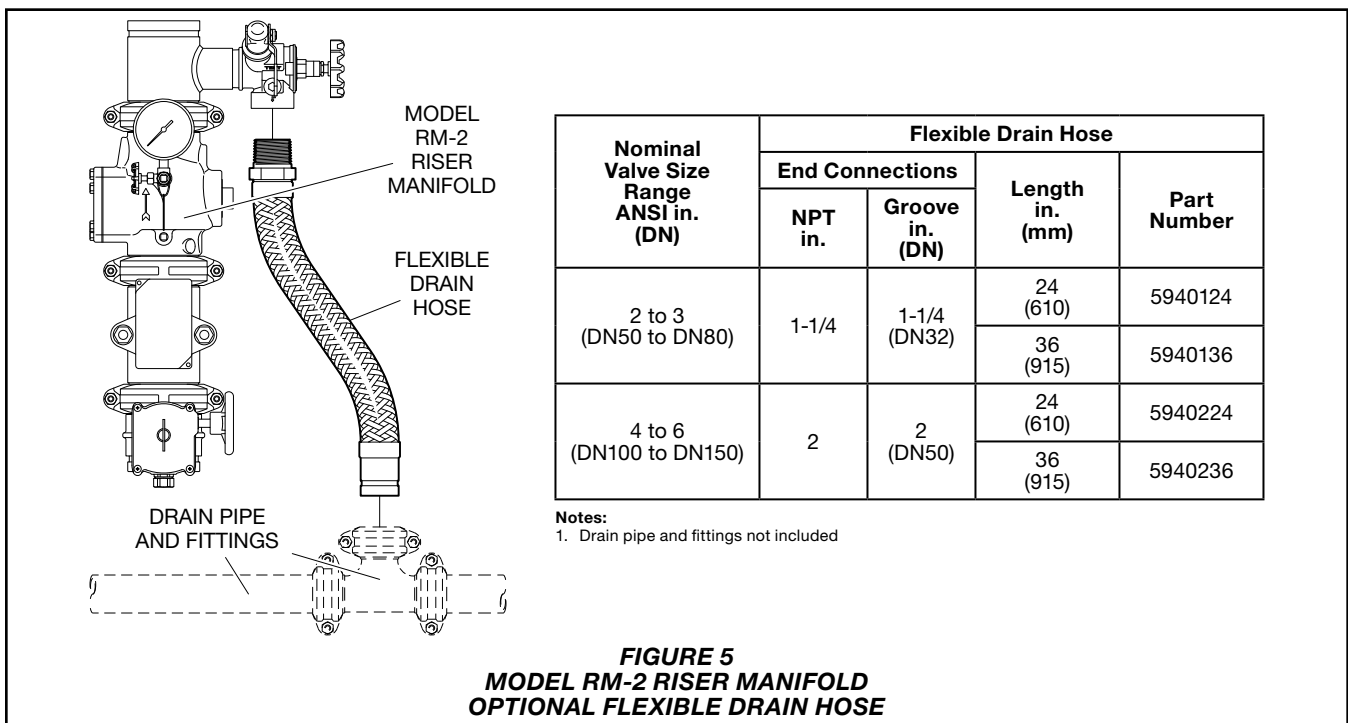 MODEL
RM-2
RISER
MANIFOLD
FLEXIBLE
DRAIN
HOSE
DRAIN PIPE
AND FITTINGS
Nominal
Valve Size
Range
ANSI in.
(DN)
Flexible Drain Hose
End Connections
NPT
in.
Groove
in.
(DN)
Length
in.
(mm)
Part
Number
2 to 3
(DN50 to DN80)
1-1/4
1-1/4
(DN32)
24
(610)
5940124
36
(915)
5940136
4 to 6
(DN100 to DN150)
2
2
(DN50)
24
(610)
5940224
36
(915)
5940236
Notes:
1. Drain pipe and fittings not included
FIGURE 5
MODEL RM-2 RISER MANIFOLD
OPTIONAL FLEXIBLE DRAIN HOSE